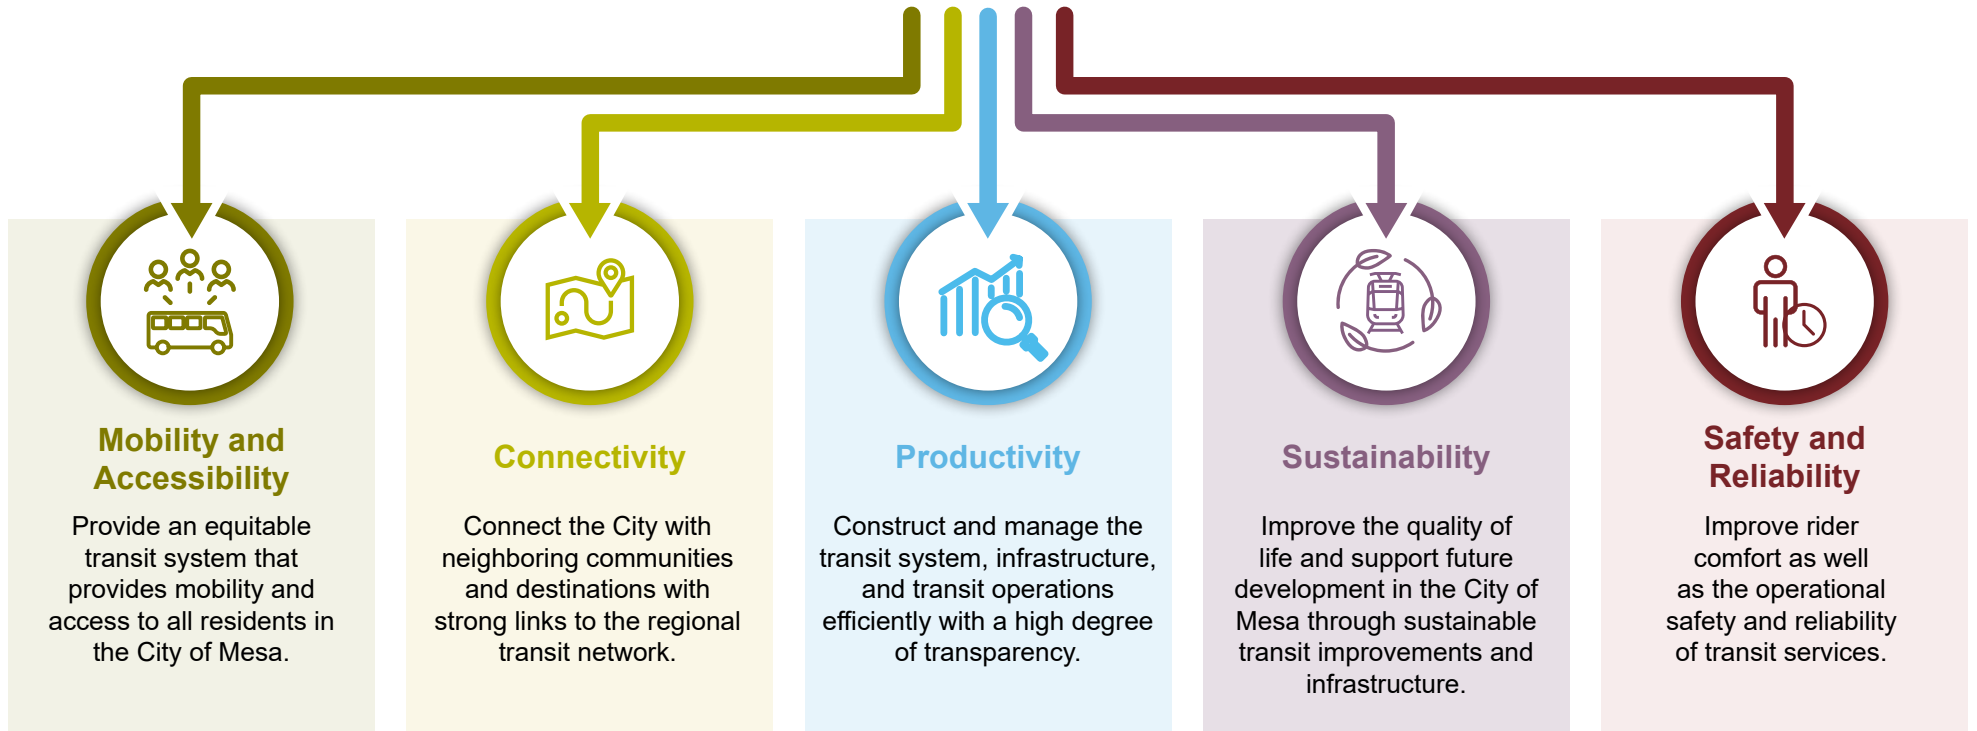 Mobility and
Accessibility
Provide an equitable
transit system that
provides mobility and
access to all residents in
the City of Mesa.
Connectivity
Connect the City with
neighboring communities
and destinations with
strong links to the regional
transit network.
Productivity
Construct and manage the
transit system, infrastructure,
and transit operations
efficiently with a high degree
of transparency.
Sustainability
Improve the quality of
life and support future
development in the City of
Mesa through sustainable
transit improvements and
infrastructure.
Safety and
Reliability
Improve rider
comfort as well
as the operational
safety and reliability
of transit services.